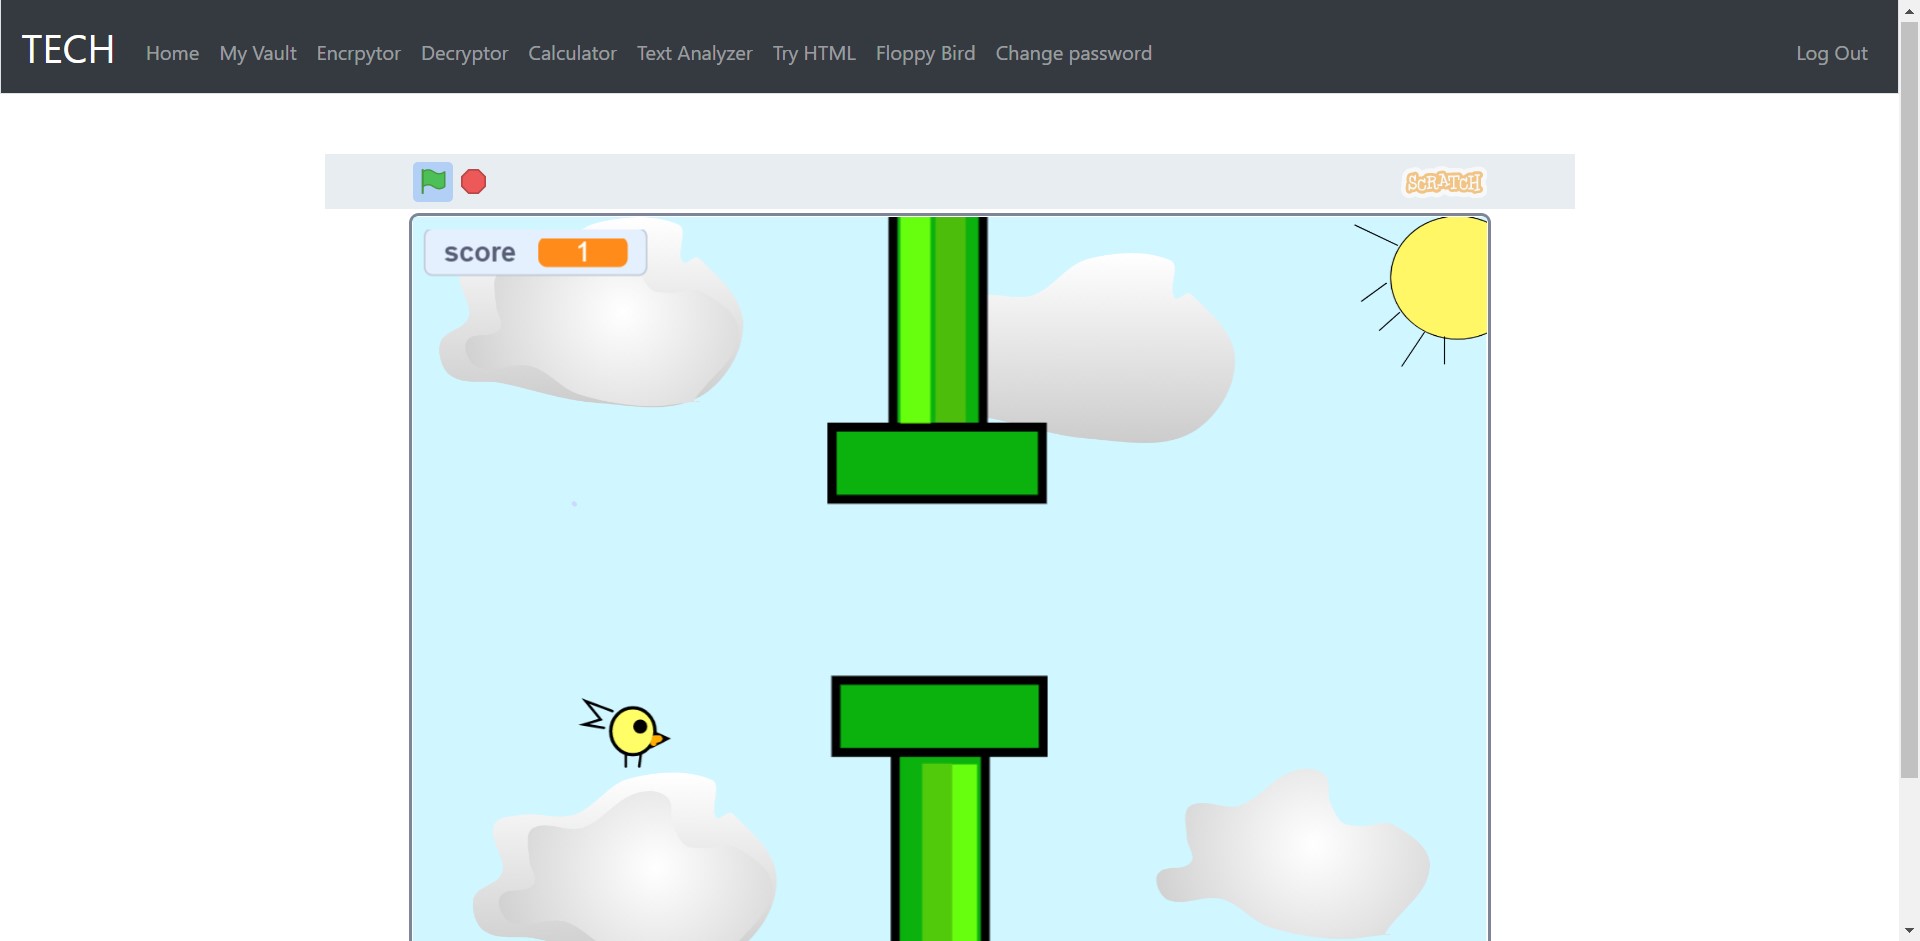 TECH Home My Vault Encrpytor Decryptor Calculator Text Analyzer Try HTML Floppy Bird Change password Log Out
SCRATCH
score 1